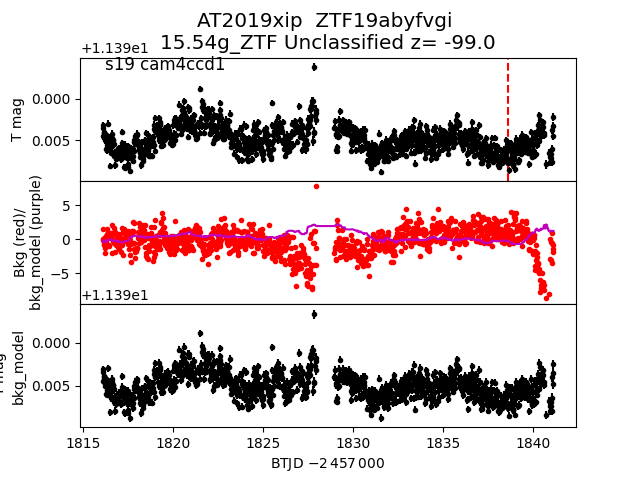 AT2019xip ZTF19abyfvgi
15.54g_ZTF Unclassified z= -99.0
+1.139e1
s19 cam4ccd1
T mag
0.000
0.005
Bkg (red)/
bkg_model (purple)
5
0
−5
+1.139e1
bkg_model
0.000
0.005
1815 1820 1825 1830 1835 1840
BTJD −2 457 000